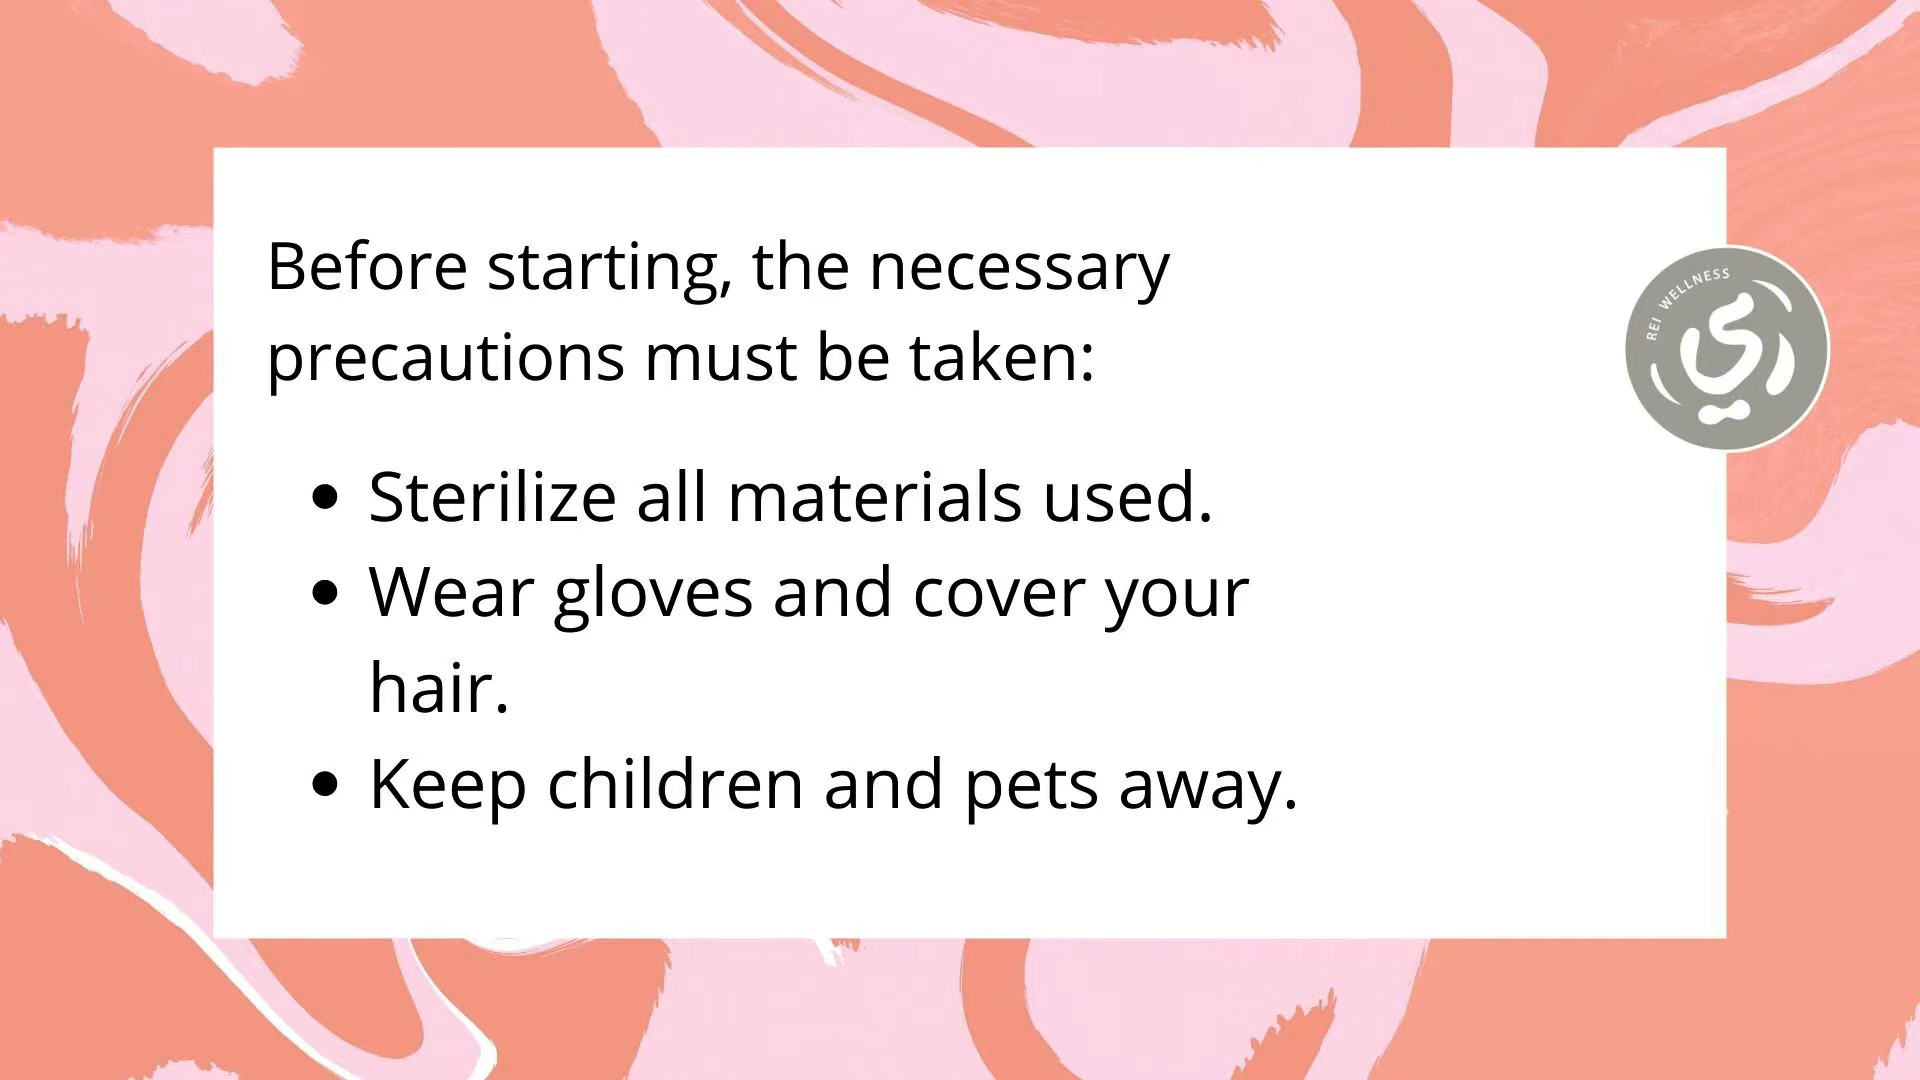 Before starting, the necessary
precautions must be taken:
• Sterilize all materials used.
• Wear gloves and cover your
hair.
• Keep children and pets away.
REI WELLNESS